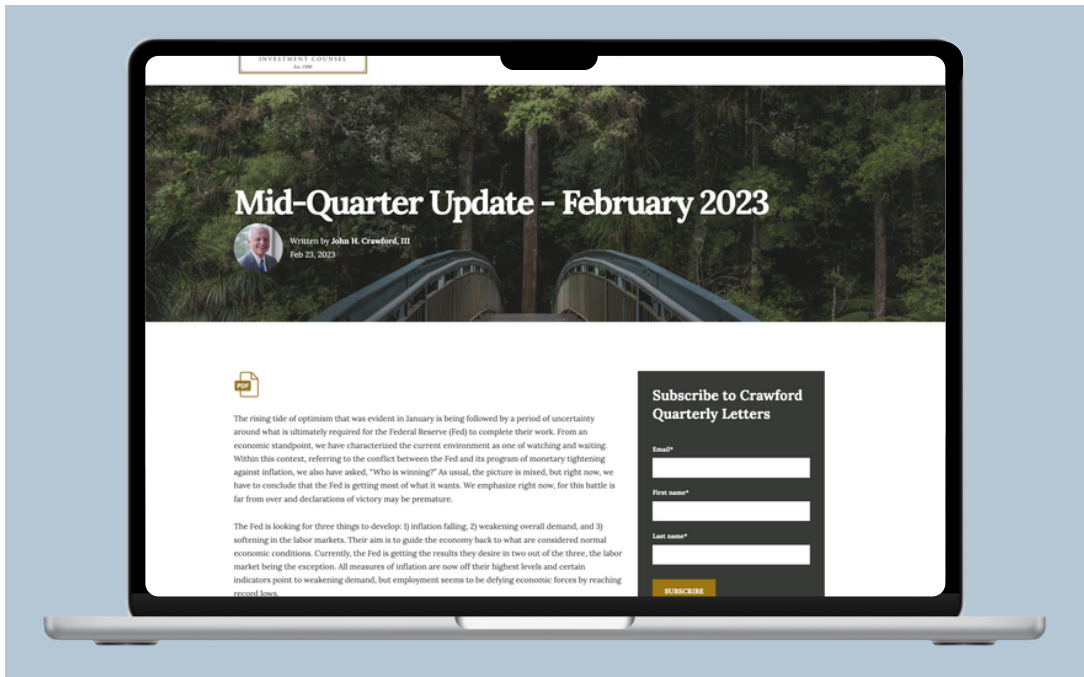 INVESTMENT COUNSEL
Est. 1980
Mid-Quarter Update - February 2023
Written by John H. Crawford, III
Feb 23, 2023
PDF
The rising tide of optimism that was evident in January is being followed by a period of uncertainty
around what is ultimately required for the Federal Reserve (Fed) to complete their work. From an
economic standpoint, we have characterized the current environment as one of watching and waiting.
Within this context, referring to the conflict between the Fed and its program of monetary tightening
against inflation, we also have asked, "Who is winning?" As usual, the picture is mixed, but right now, we
have to conclude that the Fed is getting most of what it wants. We emphasize right now, for this battle is
far from over and declarations of victory may be premature.
The Fed is looking for three things to develop: 1) inflation falling, 2) weakening overall demand, and 3)
softening in the labor markets. Their aim is to guide the economy back to what are considered normal
economic conditions. Currently, the Fed is getting the results they desire in two out of the three, the labor
market being the exception. All measures of inflation are now off their highest levels and certain
indicators point to weakening demand, but employment seems to be defying economic forces by reaching
record lows.
Subscribe to Crawford
Quarterly Letters
Email*
First name*
Last name*
SUBSCRIBE